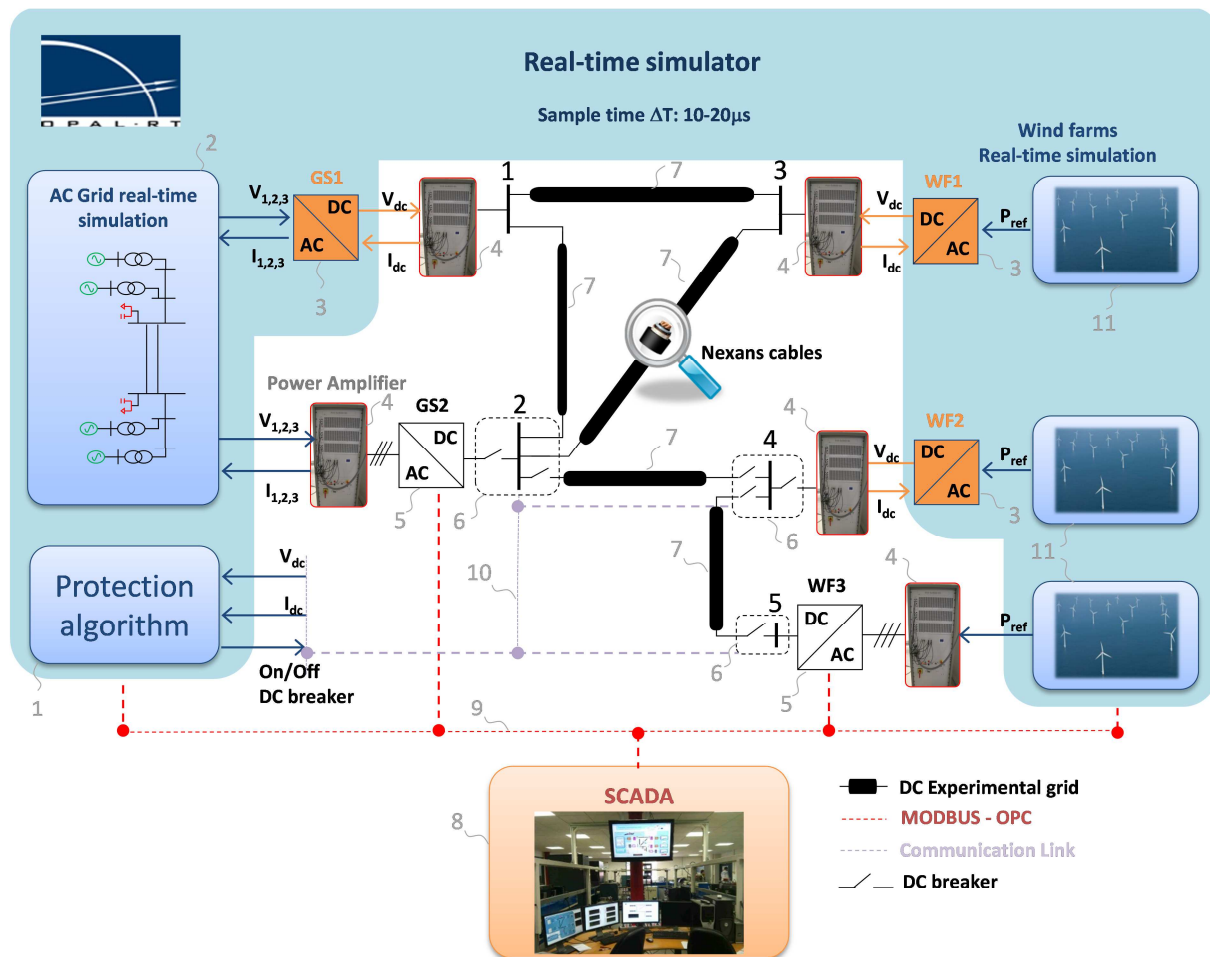 OPAL-RT
Real-time simulator
Sample time ΔT: 10-20μs
2
Wind farms
Real-time simulation
AC Grid real-time
simulation
V1,2,3
I1,2,3
GS1
DC
AC
3
Vdc
Idc
4
1
7
3
4
Vdc
Idc
WF1
DC
AC
3
Pref
11
7
7
Nexans cables
Power Amplifier
4
V1,2,3
I1,2,3
GS2
DC
AC
5
2
6
7
4
6
4
Vdc
Idc
WF2
DC
AC
3
Pref
11
Protection
algorithm
1
Vdc
Idc
On/Off
DC breaker
10
7
5
6
WF3
DC
AC
5
4
Pref
9
8
SCADA
DC Experimental grid
MODBUS - OPC
Communication Link
DC breaker